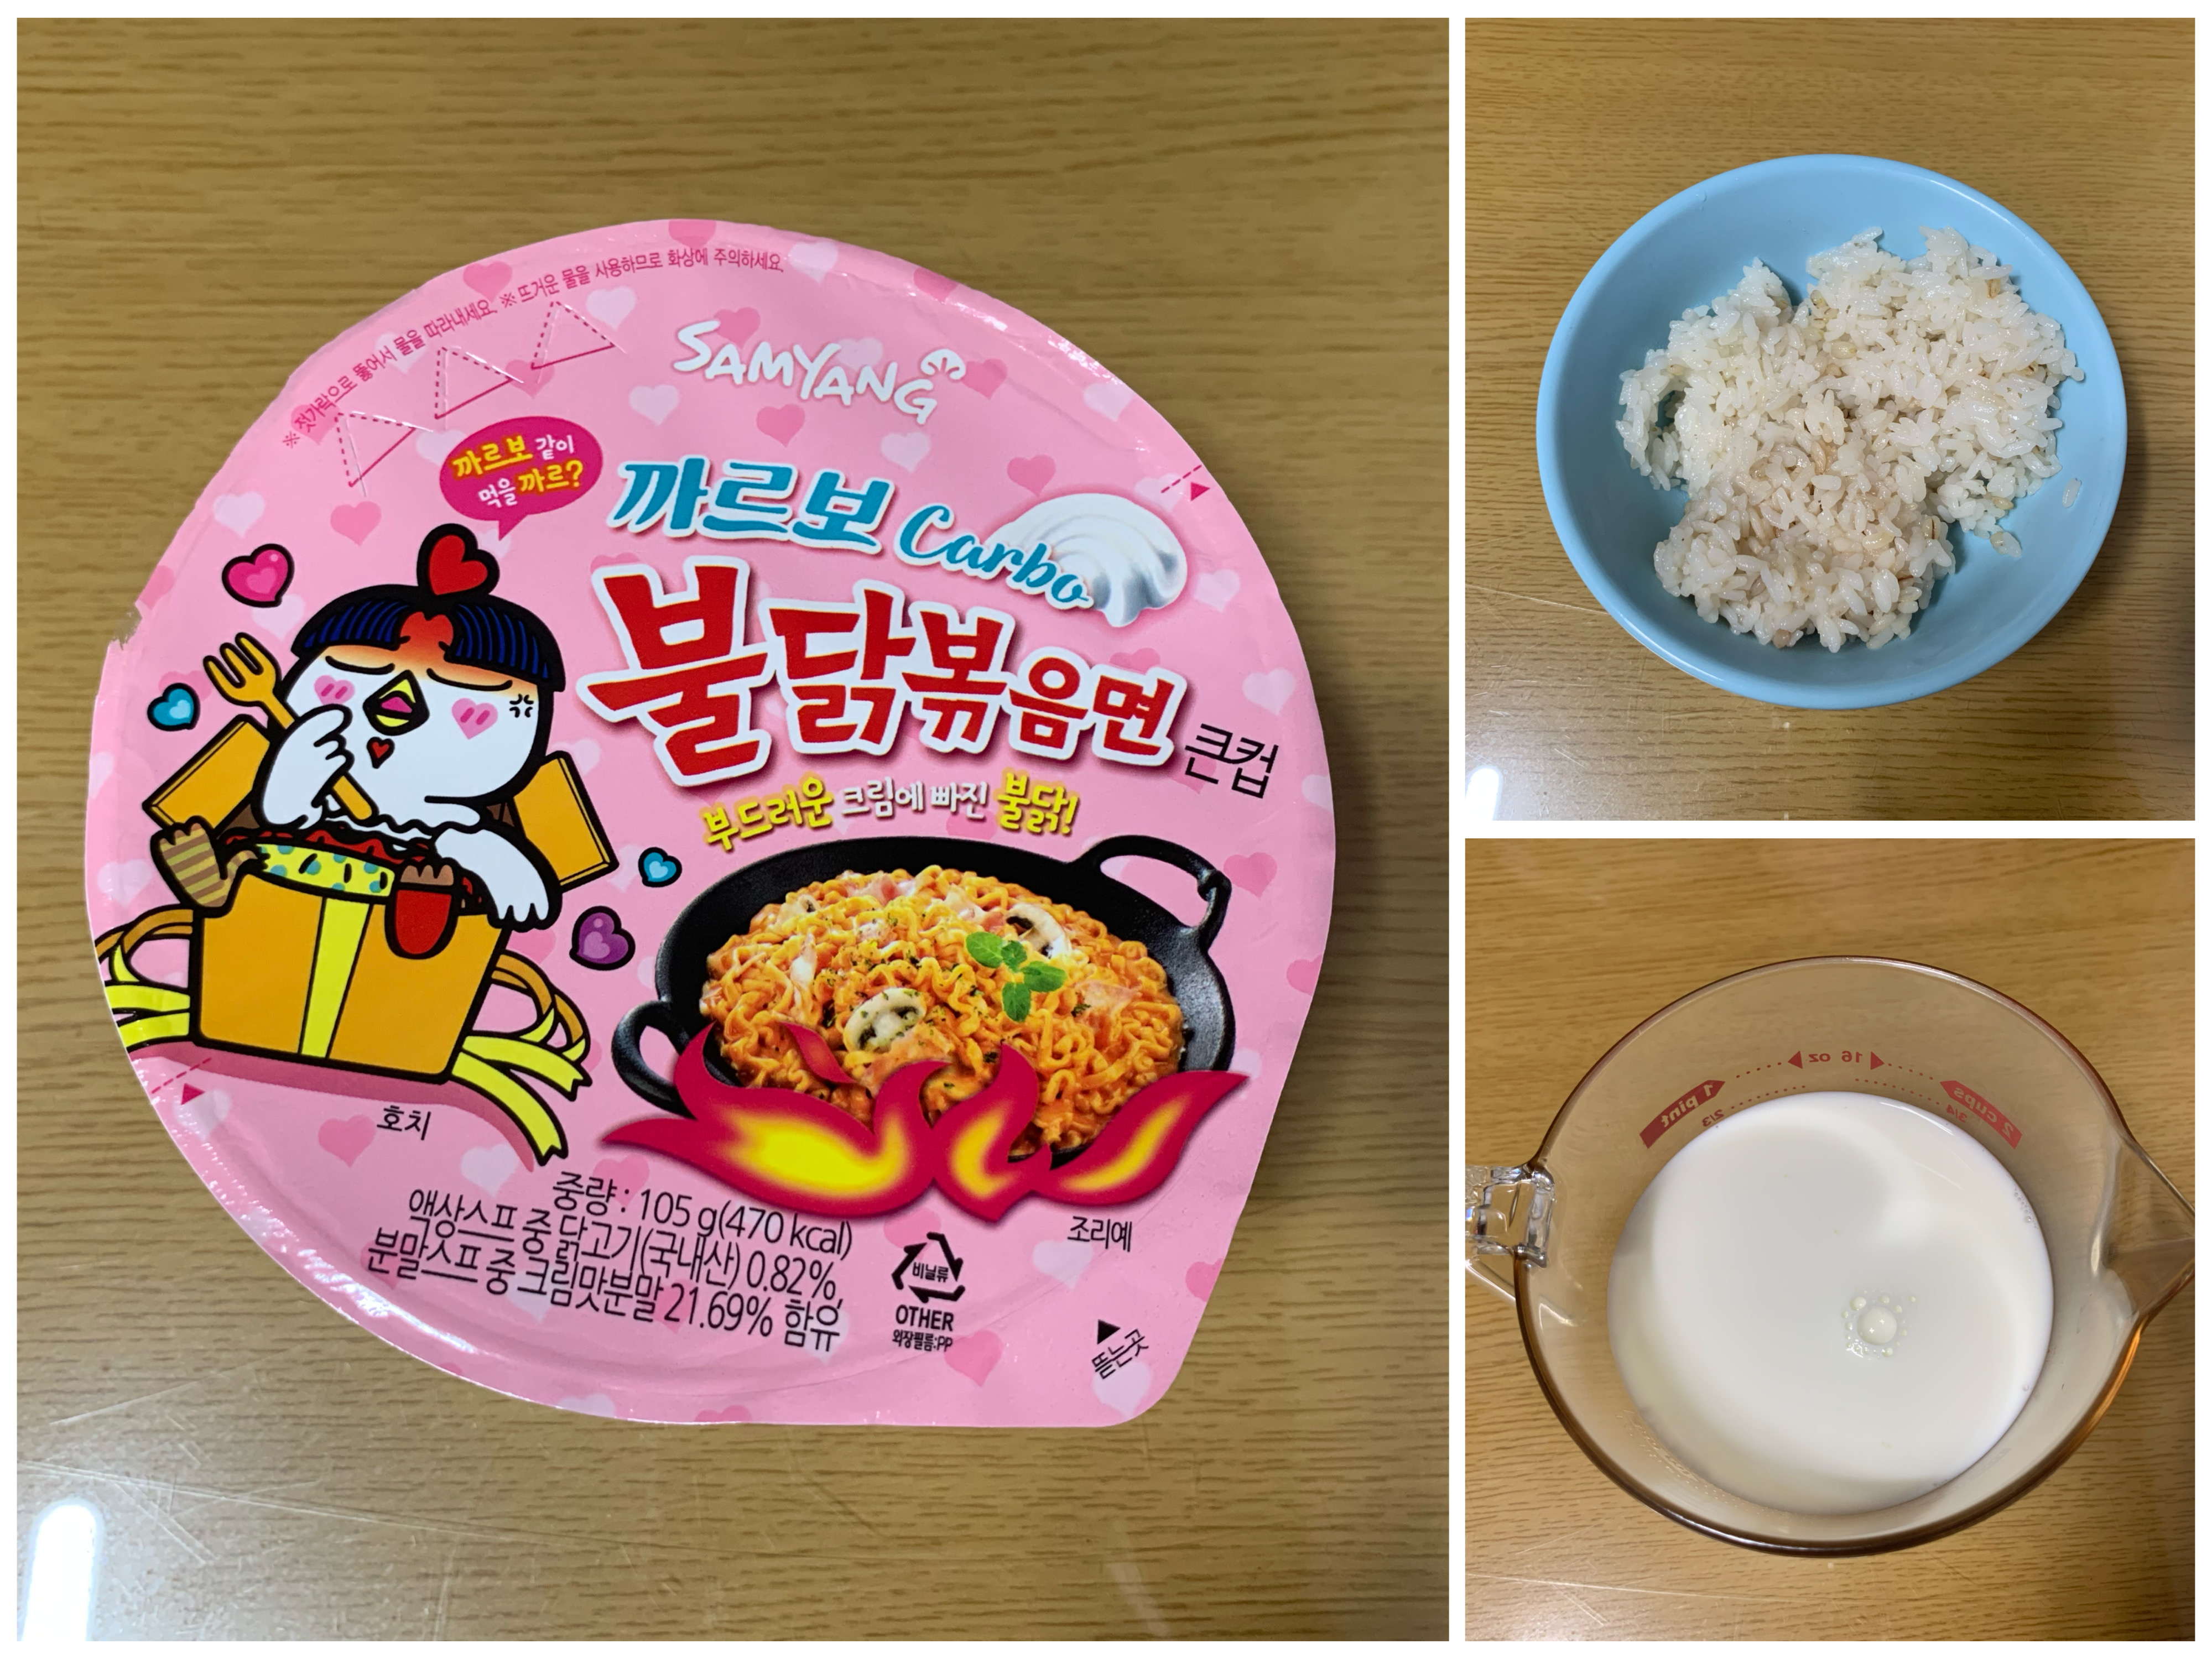 ※ 젓가락으로 뚫어서 물을 따라내세요. ※ 뜨거운 물을 사용하므로 화상에 주의하세요.
SAMYANG
까르보 같이
먹을 까르?
까르보 Carbo
불닭볶음면 큰컵
부드러운 크림에 빠진 불닭!
호치
조리예
중량 : 105 g(470 kcal)
액상스프 중 닭고기(국내산) 0.82%,
분말스프 중 크림맛분말 21.69% 함유
비닐류
OTHER
외장필름:PP
뜯는곳
16 oz
1 pint
2/3
2 cups
3/4